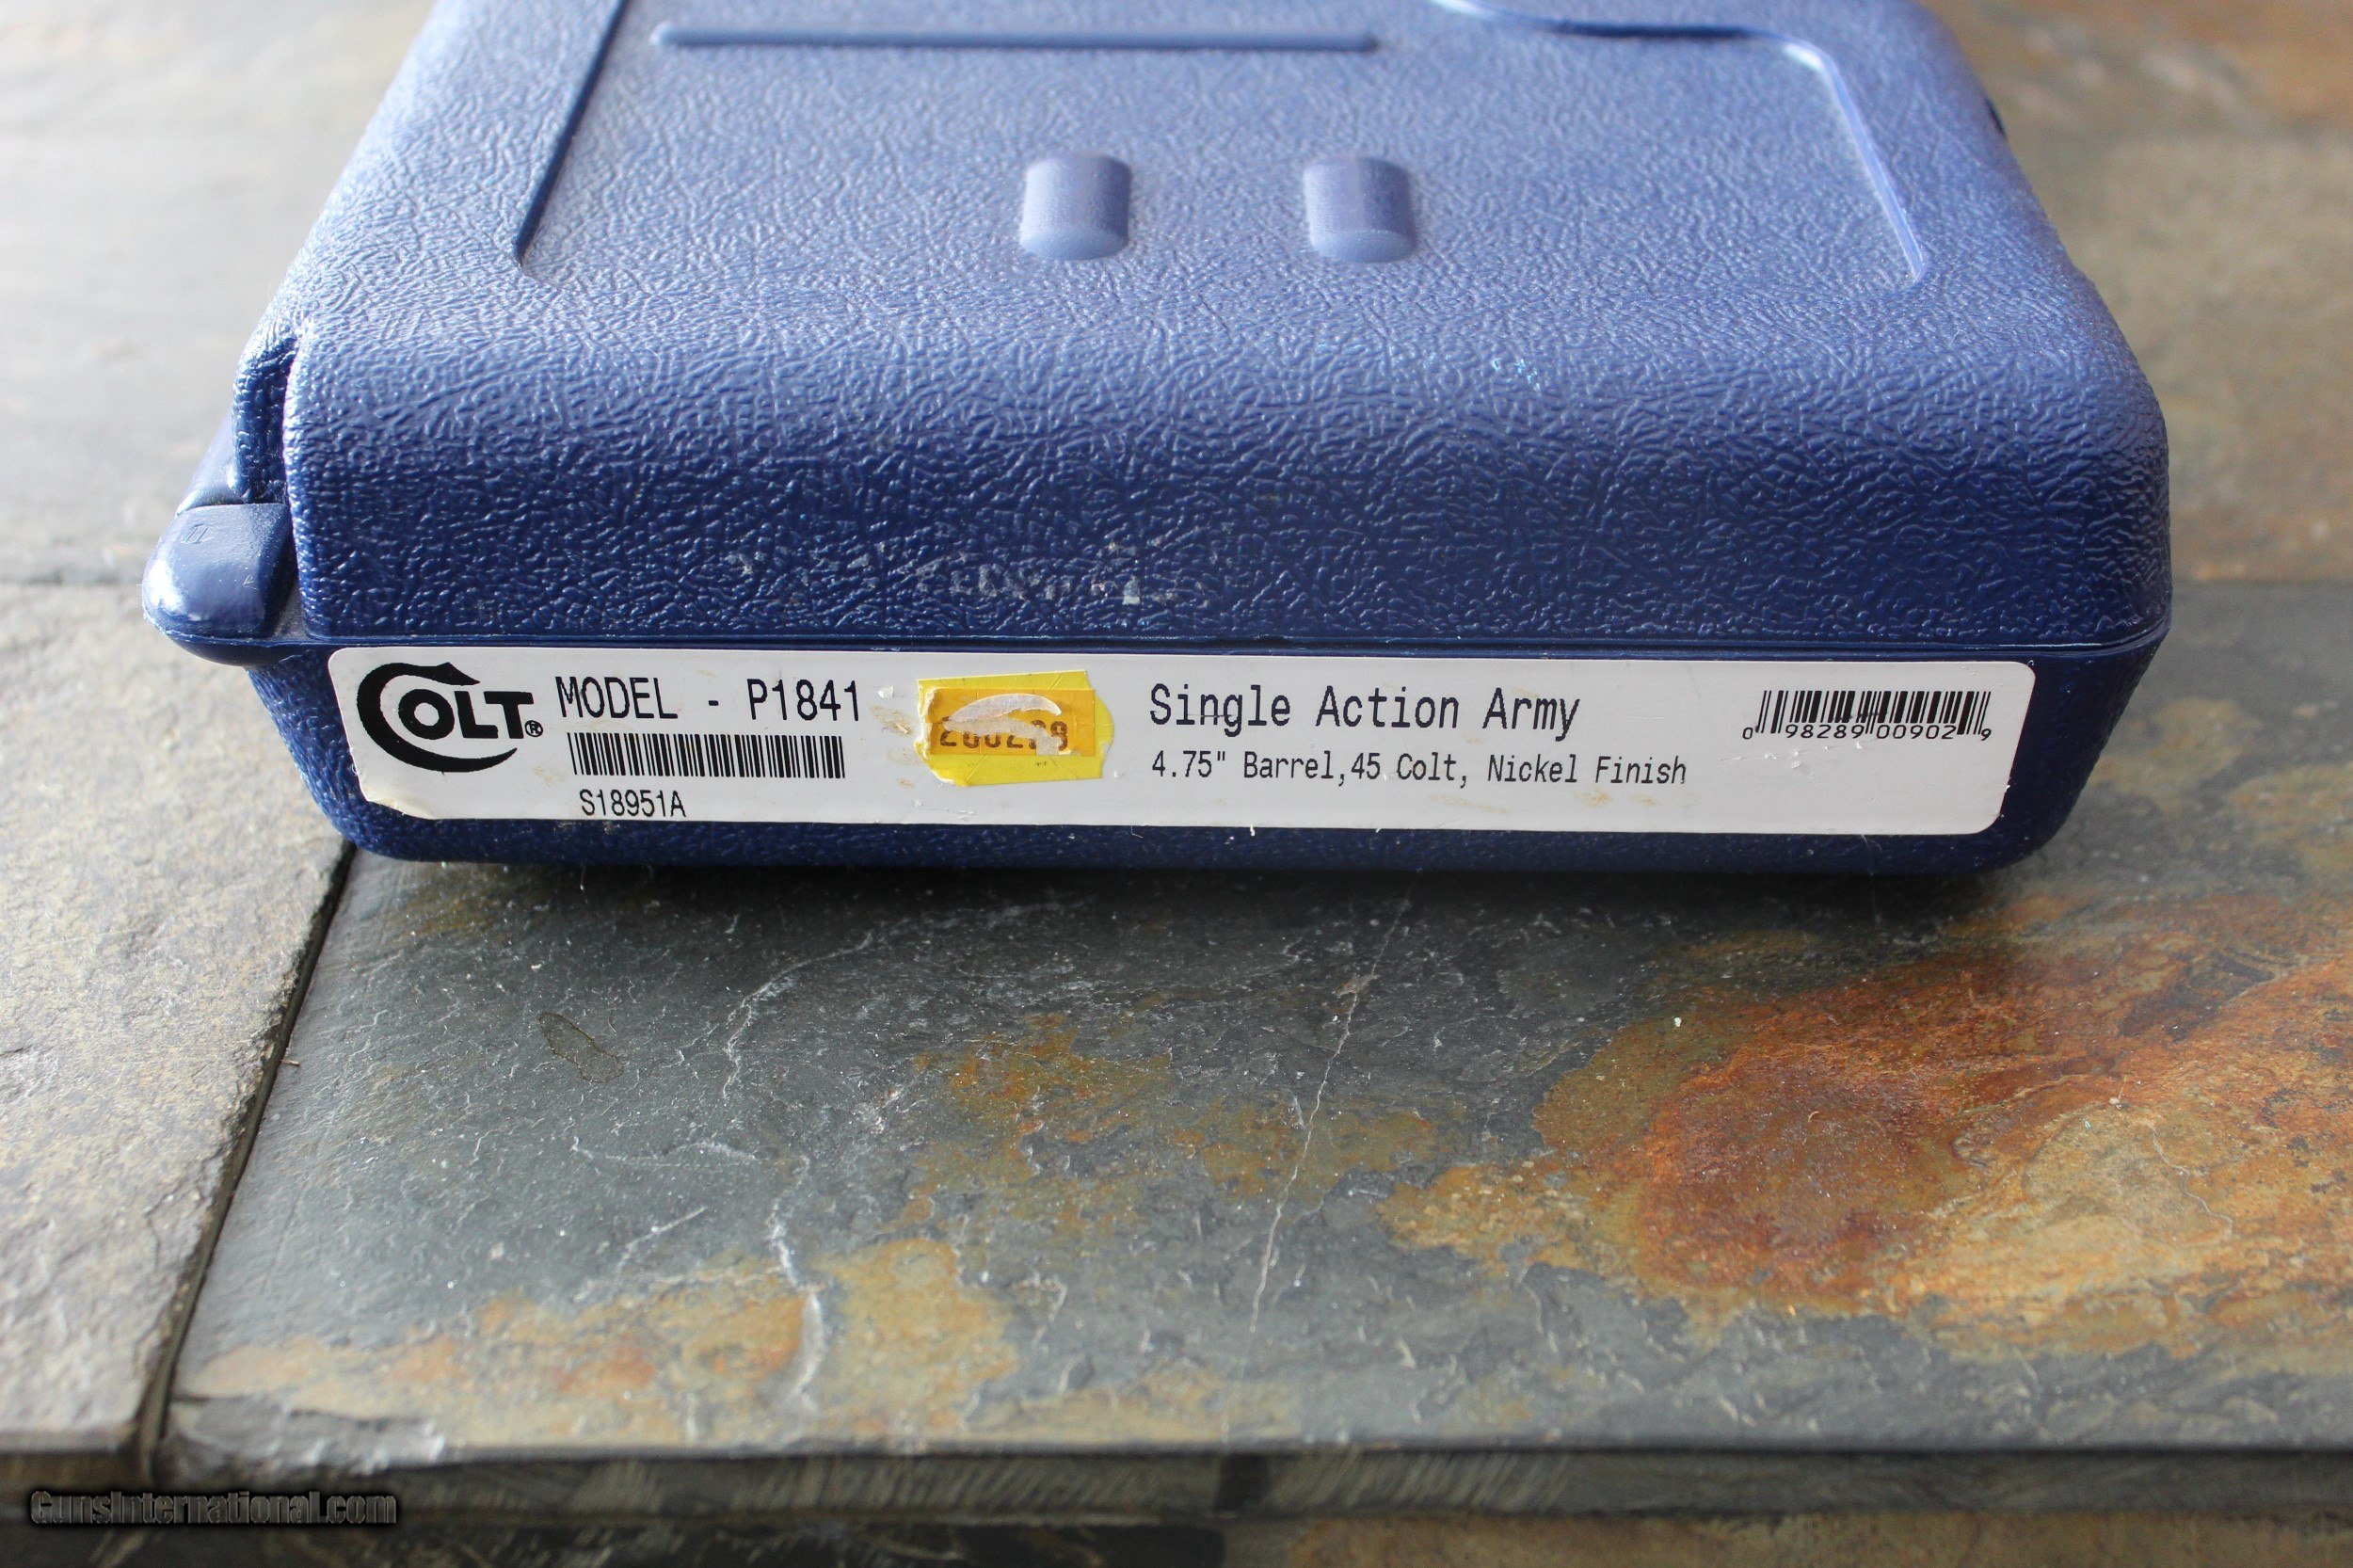 COLT®
MODEL - P1841
S18951A
Single Action Army
4.75" Barrel,45 Colt, Nickel Finish
0 98289 00902 9
GunsInternational.com